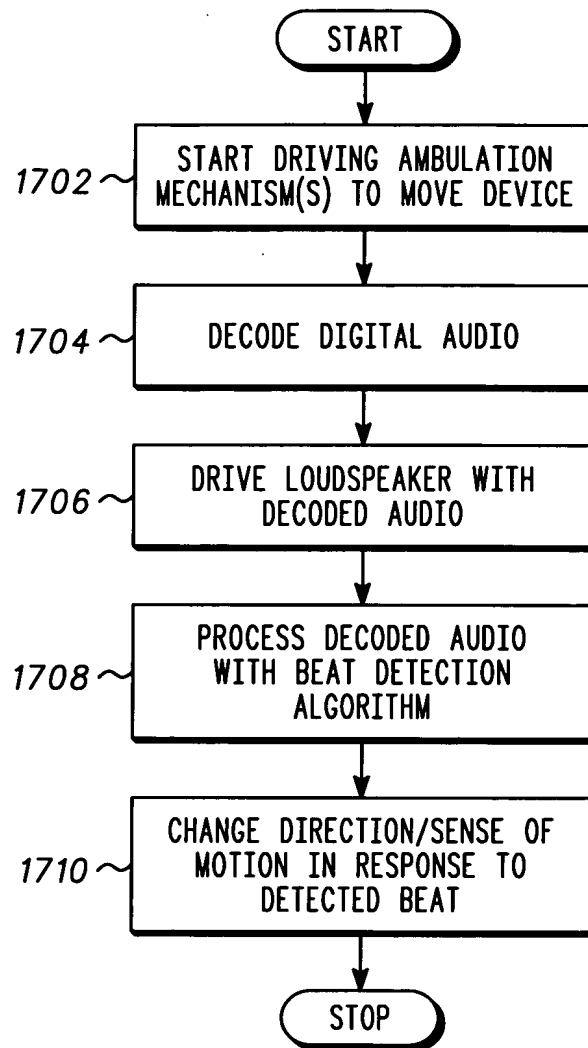 START
1702
START DRIVING AMBULATION
MECHANISM(S) TO MOVE DEVICE
1704
DECODE DIGITAL AUDIO
1706
DRIVE LOUDSPEAKER WITH
DECODED AUDIO
1708
PROCESS DECODED AUDIO
WITH BEAT DETECTION
ALGORITHM
1710
CHANGE DIRECTION/SENSE OF
MOTION IN RESPONSE TO
DETECTED BEAT
STOP